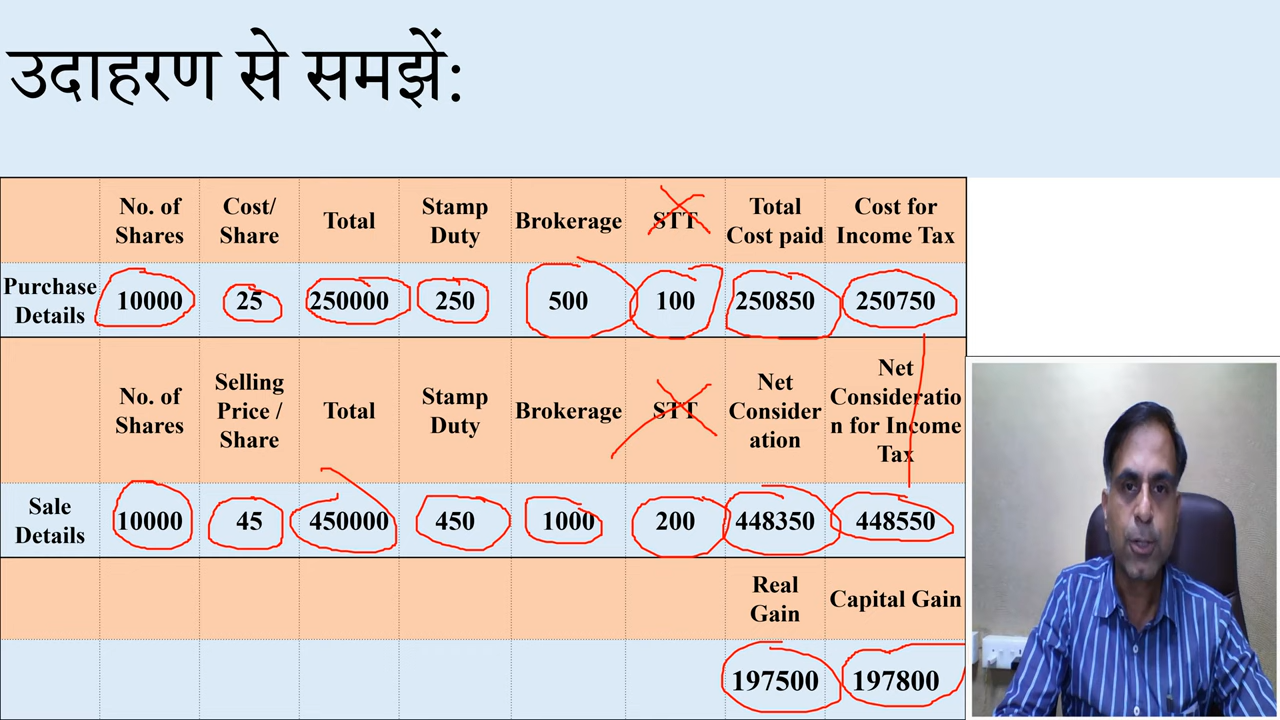 उदाहरण से समझें:
No. of Shares Cost/ Share Total Stamp Duty Brokerage STT Total Cost paid Cost for Income Tax
Purchase Details 10000 25 250000 250 500 100 250850 250750
No. of Shares Selling Price / Share Total Stamp Duty Brokerage STT Net Consider ation Net Consideratio n for Income Tax
Sale Details 10000 45 450000 450 1000 200 448350 448550
Real Gain Capital Gain
197500 197800